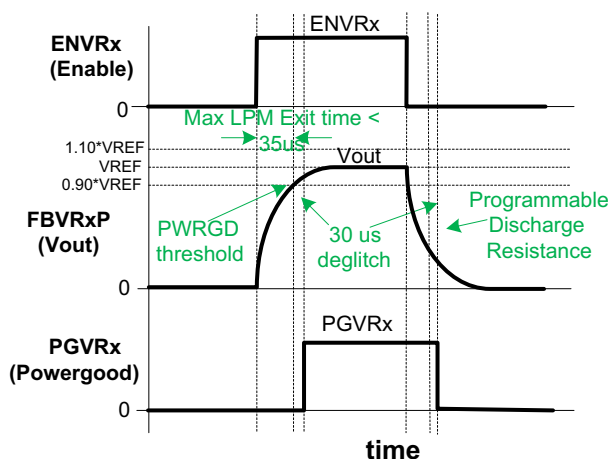 ENVRx
ENVRx
(Enable)
0
Max LPM Exit time <
35us
1.10*VREF
VREF
0.90*VREF
Vout
FBVRxP
(Vout)
PWRGD
threshold
30 us
deglitch
Programmable
Discharge
Resistance
0
PGVRx
PGVRx
(Powergood)
0
time